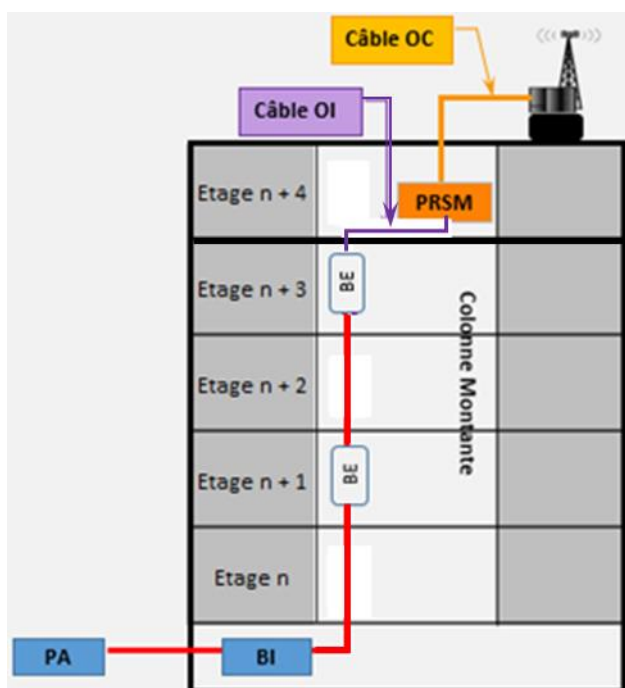 Câble OC
Câble OI
Etage n + 4
PRSM
Etage n + 3
BE
Colonne Montante
Etage n + 2
Etage n + 1
BE
Etage n
PA
BI